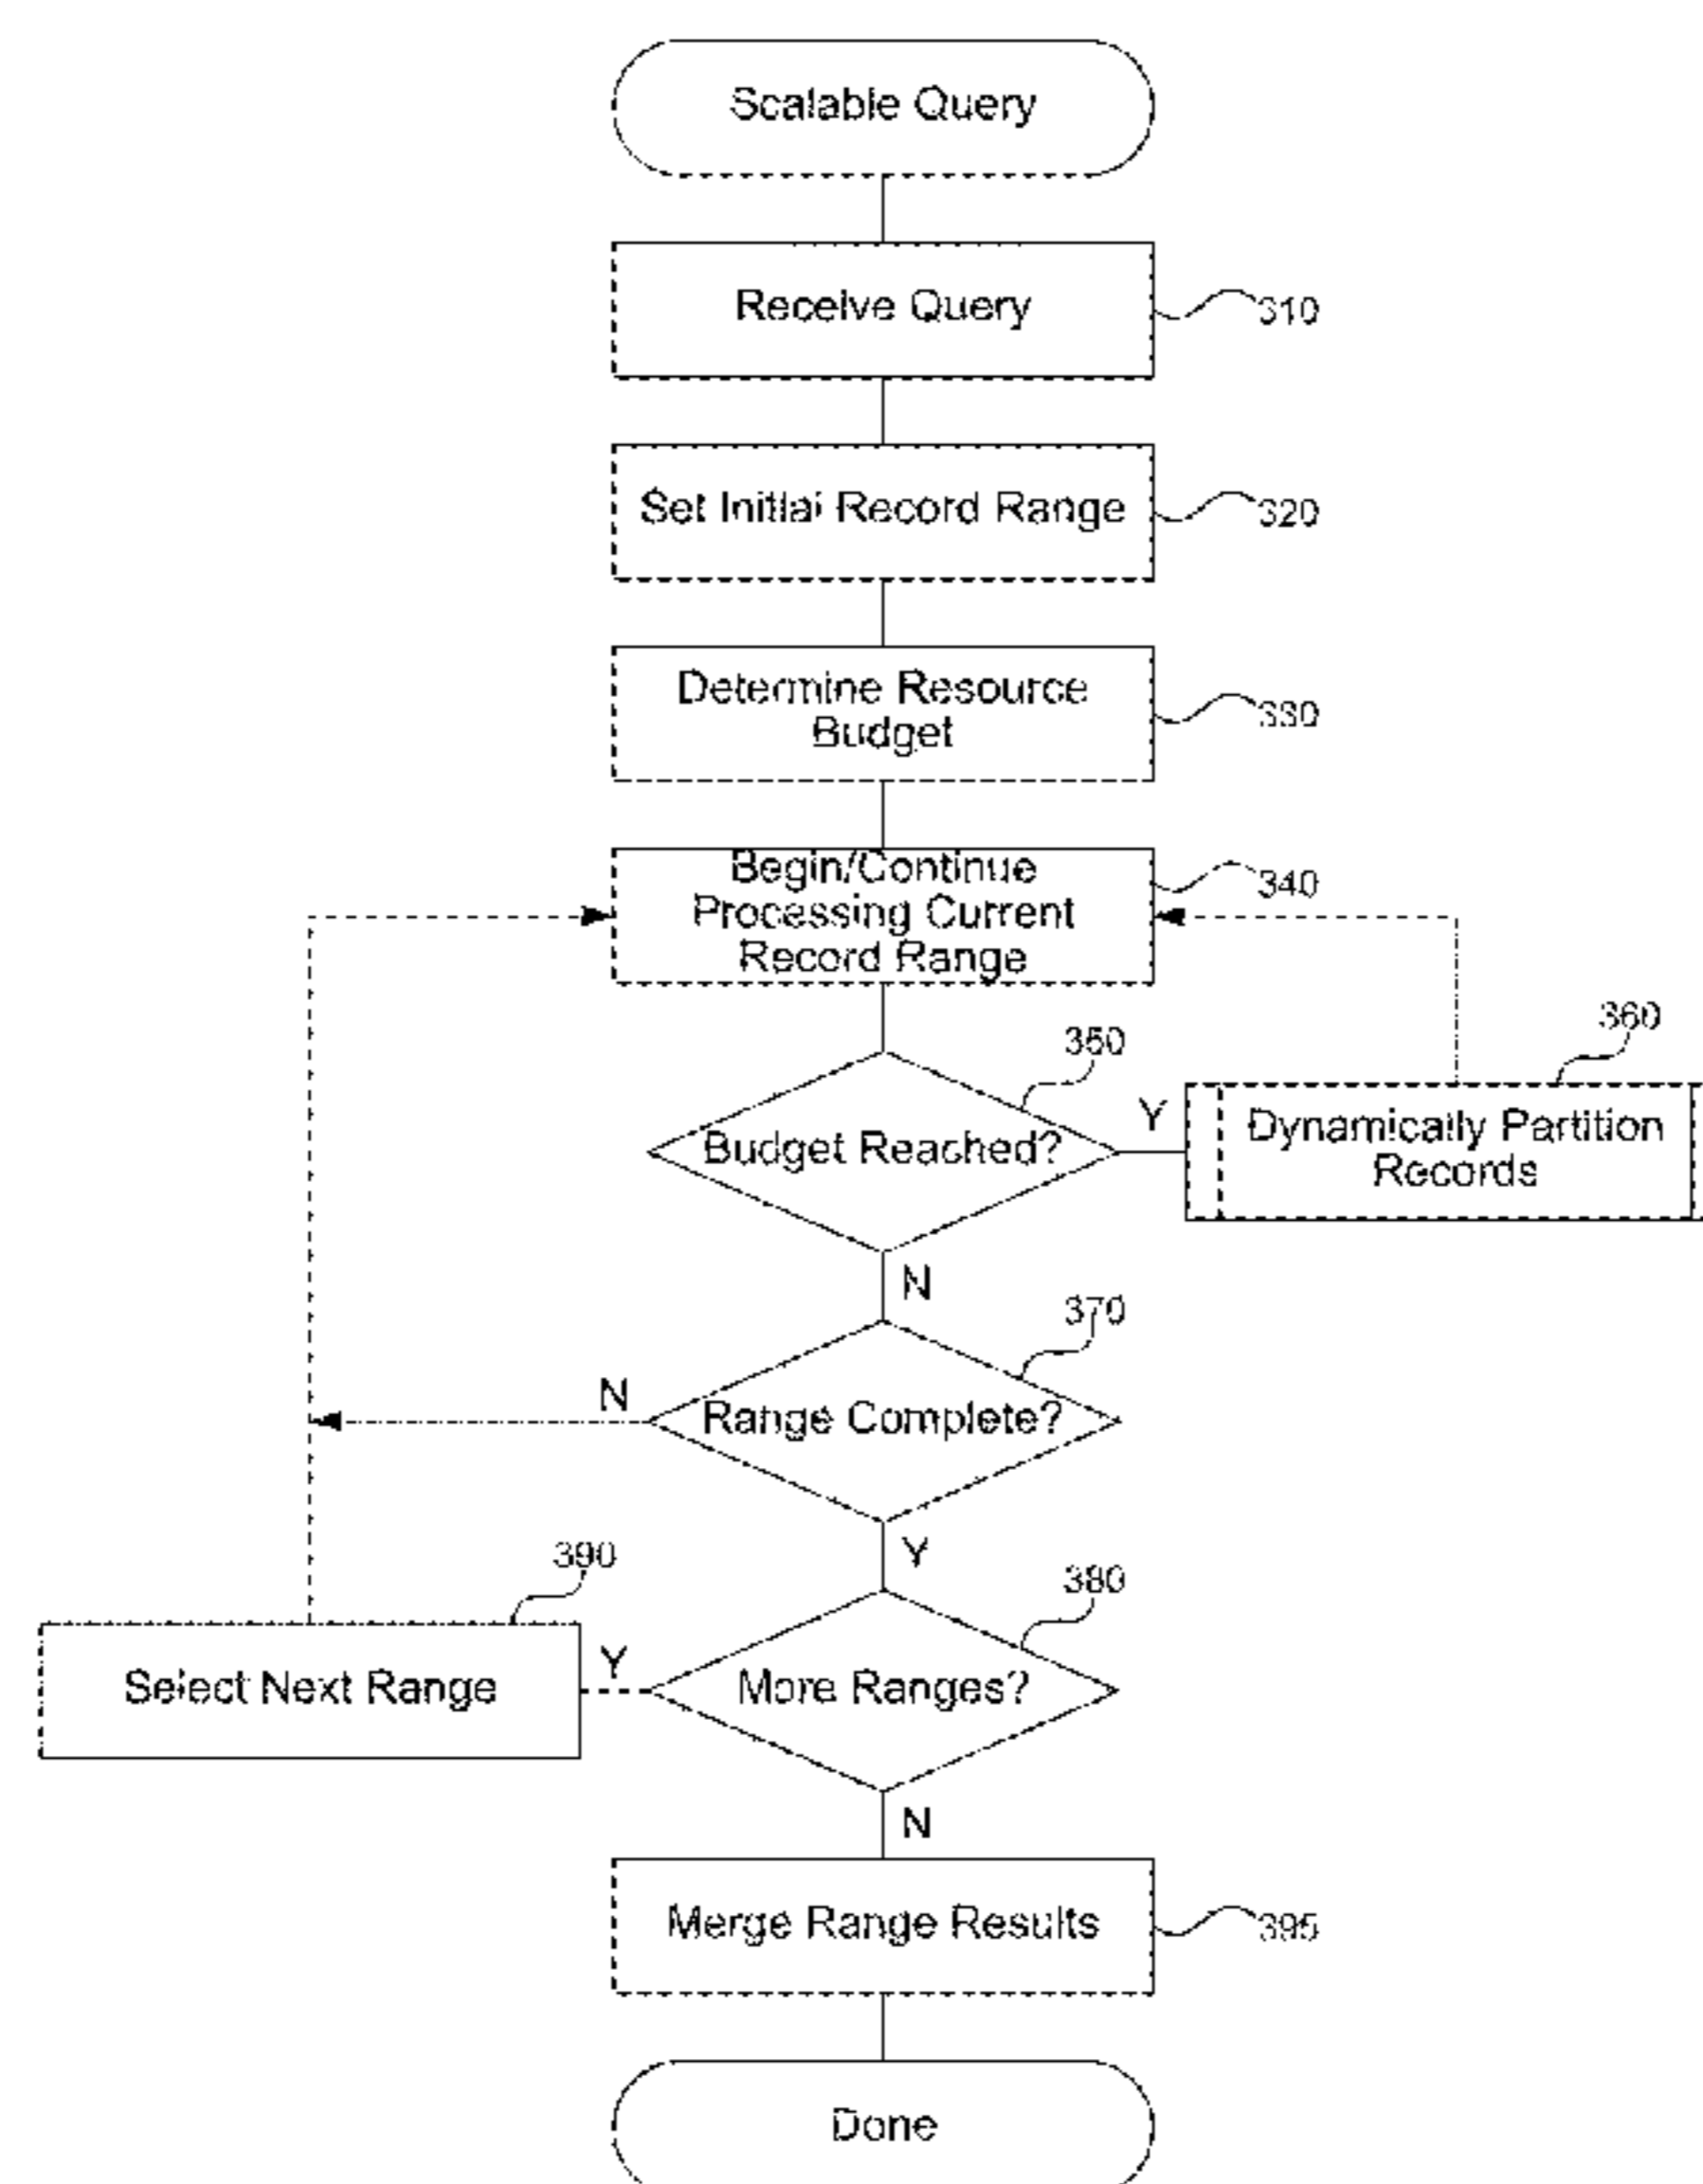 Scalable Query
Receive Query
310
Set Initial Record Range
320
Determine Resource
Budget
330
Begin/Continue
Processing Current
Record Range
340
350
Budget Reached?
Y
360
Dynamically Partition
Records
N
370
Range Complete?
N
Y
380
More Ranges?
Y
390
Select Next Range
N
Merge Range Results
395
Done